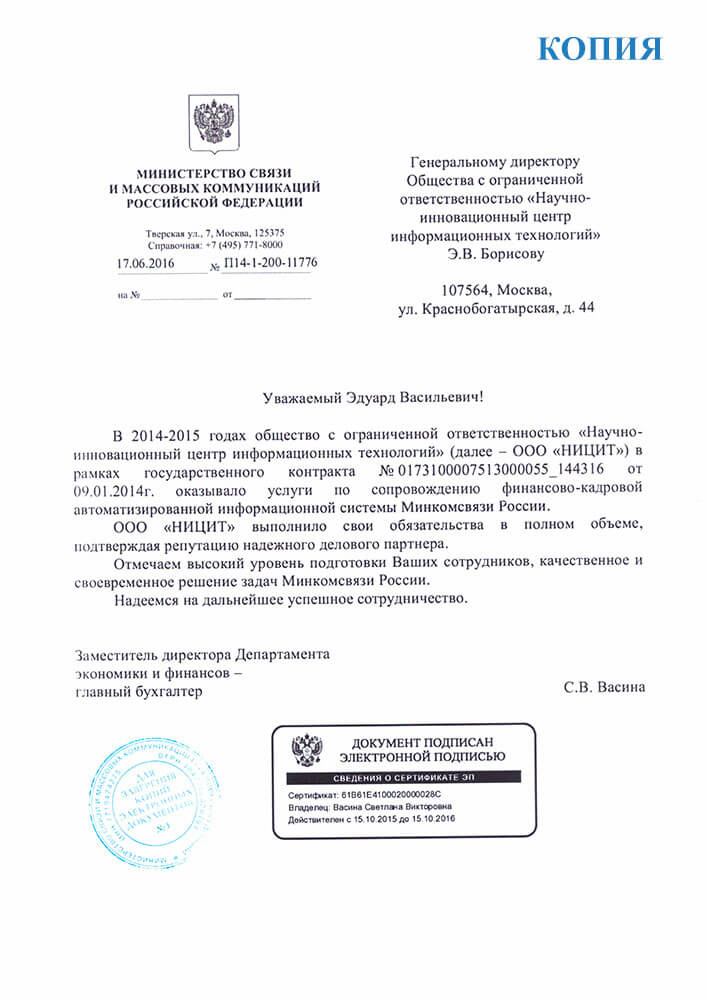 КОПИЯ
МИНИСТЕРСТВО СВЯЗИ
И МАССОВЫХ КОММУНИКАЦИЙ
РОССИЙСКОЙ ФЕДЕРАЦИИ
Тверская ул., 7, Москва, 125375
Справочная: +7 (495) 771-8000
17.06.2016 № П14-1-200-11776
на № от
Генеральному директору
Общества с ограниченной
ответственностью «Научно-
инновационный центр
информационных технологий»
Э.В. Борисову
107564, Москва,
ул. Краснобогатырская, д. 44
Уважаемый Эдуард Васильевич!
В 2014-2015 годах общество с ограниченной ответственностью «Научно-
инновационный центр информационных технологий» (далее – ООО «НИЦИТ») в
рамках государственного контракта № 0173100007513000055_144316 от
09.01.2014г. оказывало услуги по сопровождению финансово-кадровой
автоматизированной информационной системы Минкомсвязи России.
ООО «НИЦИТ» выполнило свои обязательства в полном объеме,
подтверждая репутацию надежного делового партнера.
Отмечаем высокий уровень подготовки Ваших сотрудников, качественное и
своевременное решение задач Минкомсвязи России.
Надеемся на дальнейшее успешное сотрудничество.
Заместитель директора Департамента
экономики и финансов –
главный бухгалтер
С.В. Васина
ДОКУМЕНТ ПОДПИСАН
ЭЛЕКТРОННОЙ ПОДПИСЬЮ
СВЕДЕНИЯ О СЕРТИФИКАТЕ ЭП
Сертификат: 61B61E4100020000028C
Владелец: Васина Светлана Викторовна
Действителен с 15.10.2015 до 15.10.2016
ДЛЯ
ЗАВЕРЕНИЯ
КОПИЙ
ЭЛЕКТРОННЫХ
ДОКУМЕНТОВ
№1